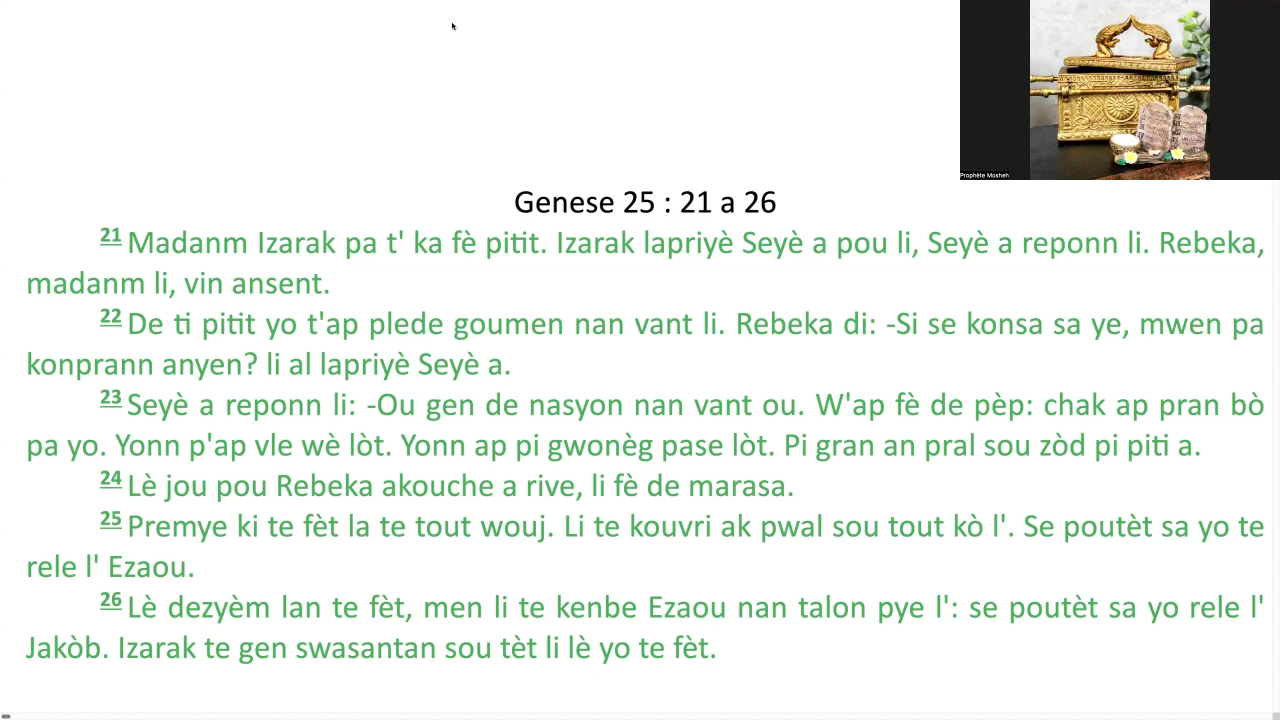 Prophète Mosheh
Genese 25 : 21 a 26
21 Madanm Izarak pa t' ka fè pitit. Izarak lapriyè Seyè a pou li, Seyè a reponn li. Rebeka,
madanm li, vin ansent.
22 De ti pitit yo t'ap plede goumen nan vant li. Rebeka di: -Si se konsa sa ye, mwen pa
konprann anyen? li al lapriyè Seyè a.
23 Seyè a reponn li: -Ou gen de nasyon nan vant ou. W'ap fè de pèp: chak ap pran bò
pa yo. Yonn p'ap vle wè lòt. Yonn ap pi gwonèg pase lòt. Pi gran an pral sou zòd pi piti a.
24 Lè jou pou Rebeka akouche a rive, li fè de marasa.
25 Premye ki te fèt la te tout wouj. Li te kouvri ak pwal sou tout kò l'. Se poutèt sa yo te
rele l' Ezaou.
26 Lè dezyèm lan te fèt, men li te kenbe Ezaou nan talon pye l': se poutèt sa yo rele l'
Jakòb. Izarak te gen swasantan sou tèt li lè yo te fèt.